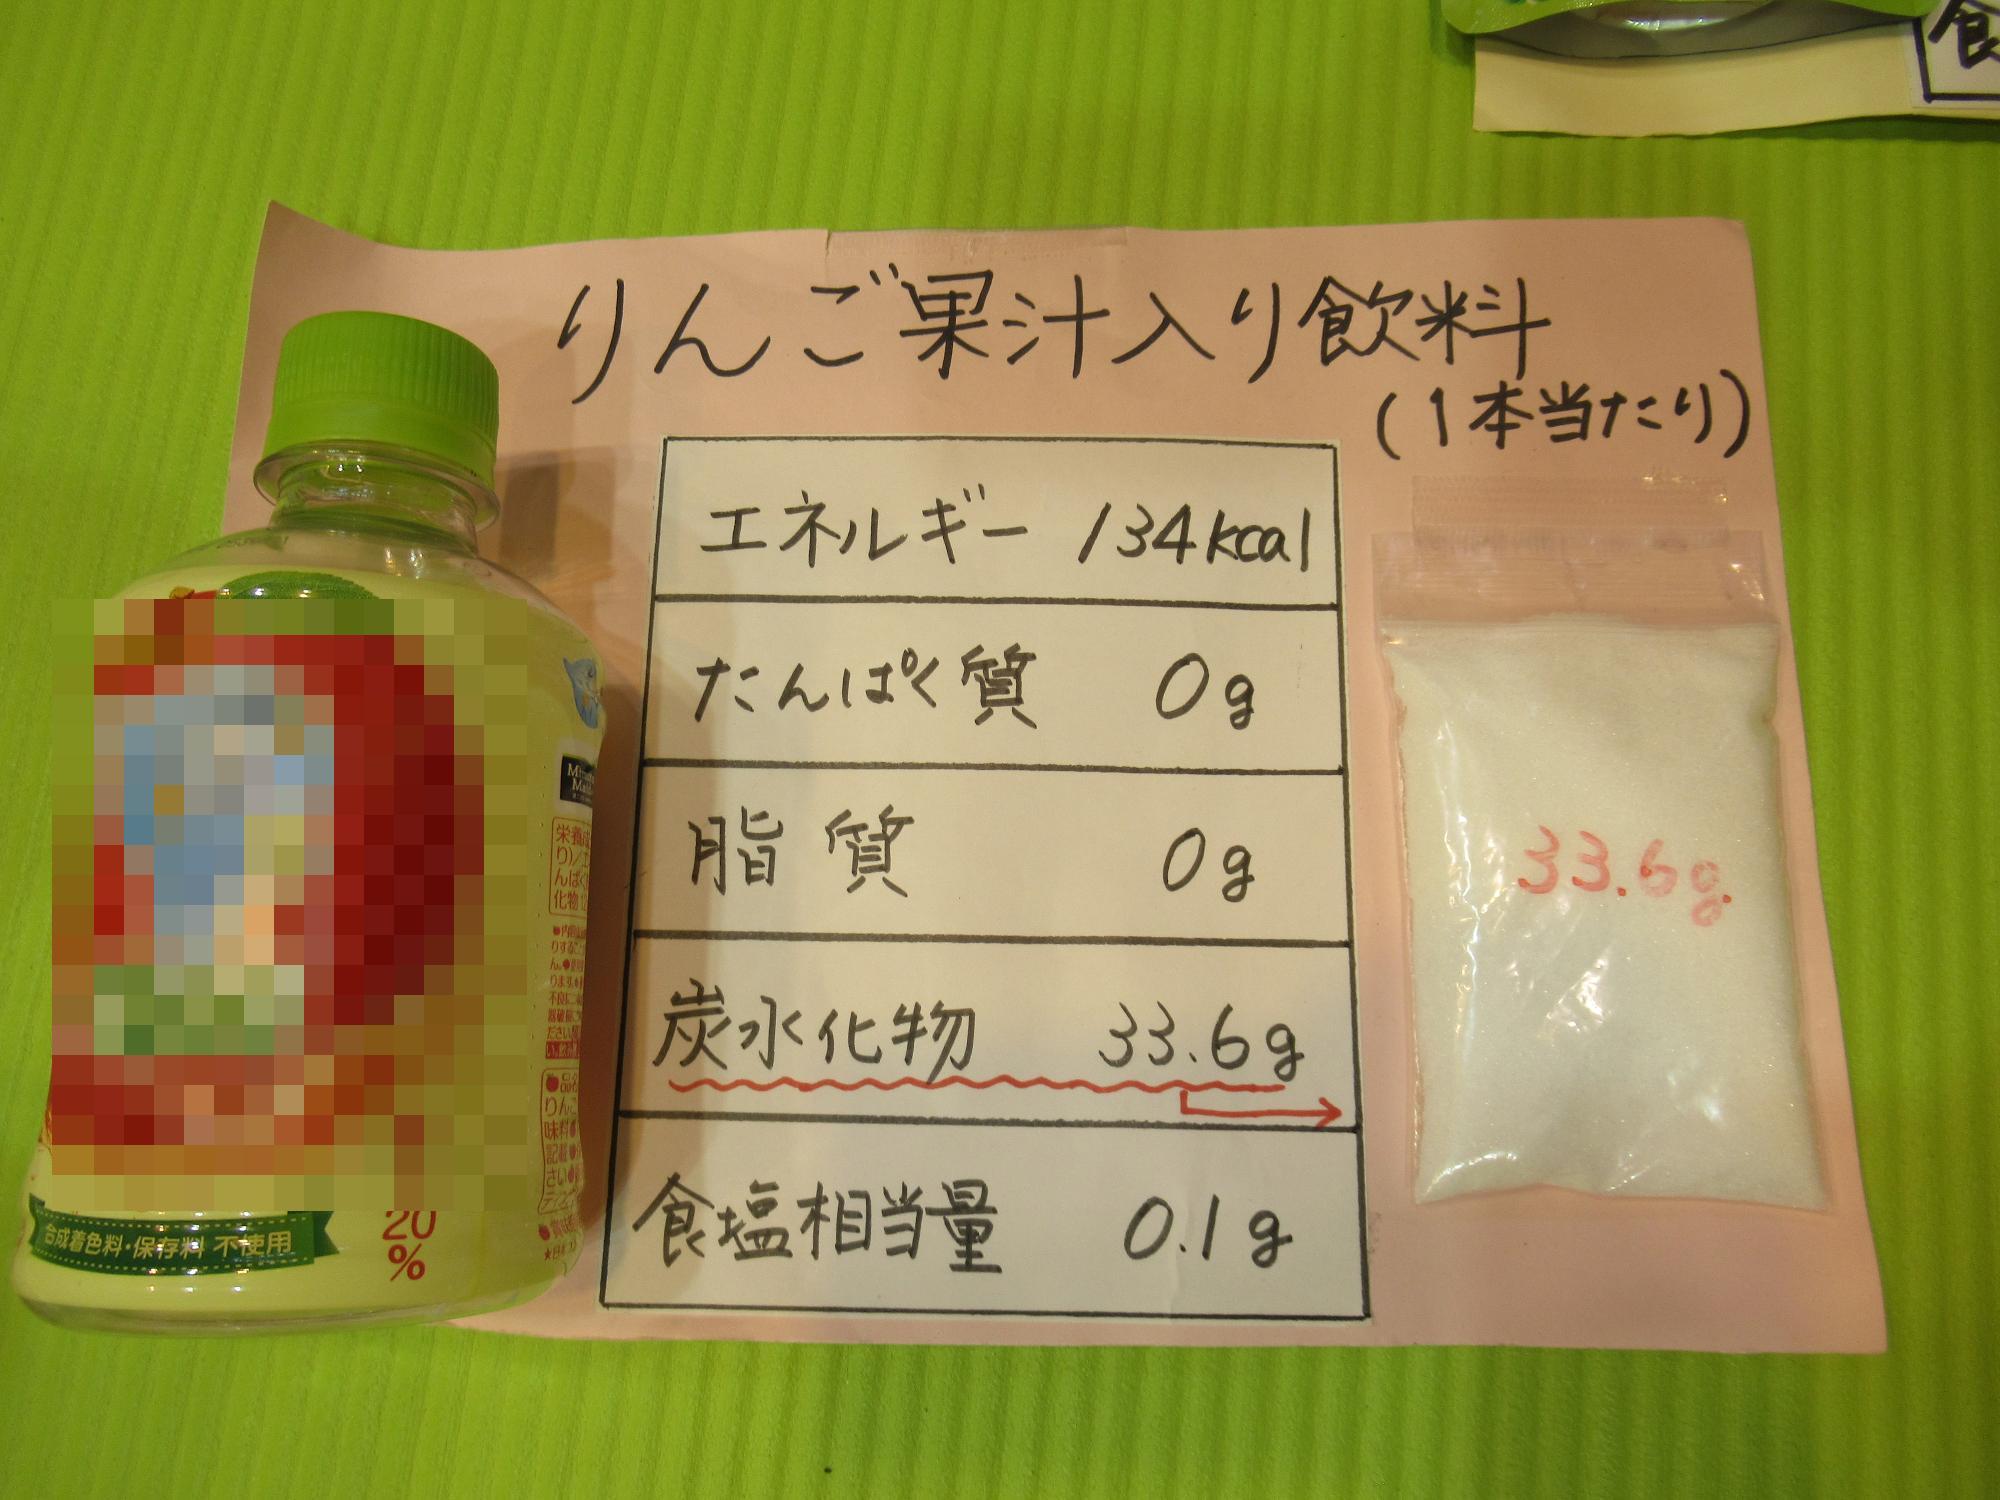 食
りんご果汁入り飲料
(1本当たり)
エネルギー 134kcal
たんぱく質 0g
脂質 0g
炭水化物 33.6g
食塩相当量 0.1g
33.6g
合成着色料・保存料 不使用
20
%